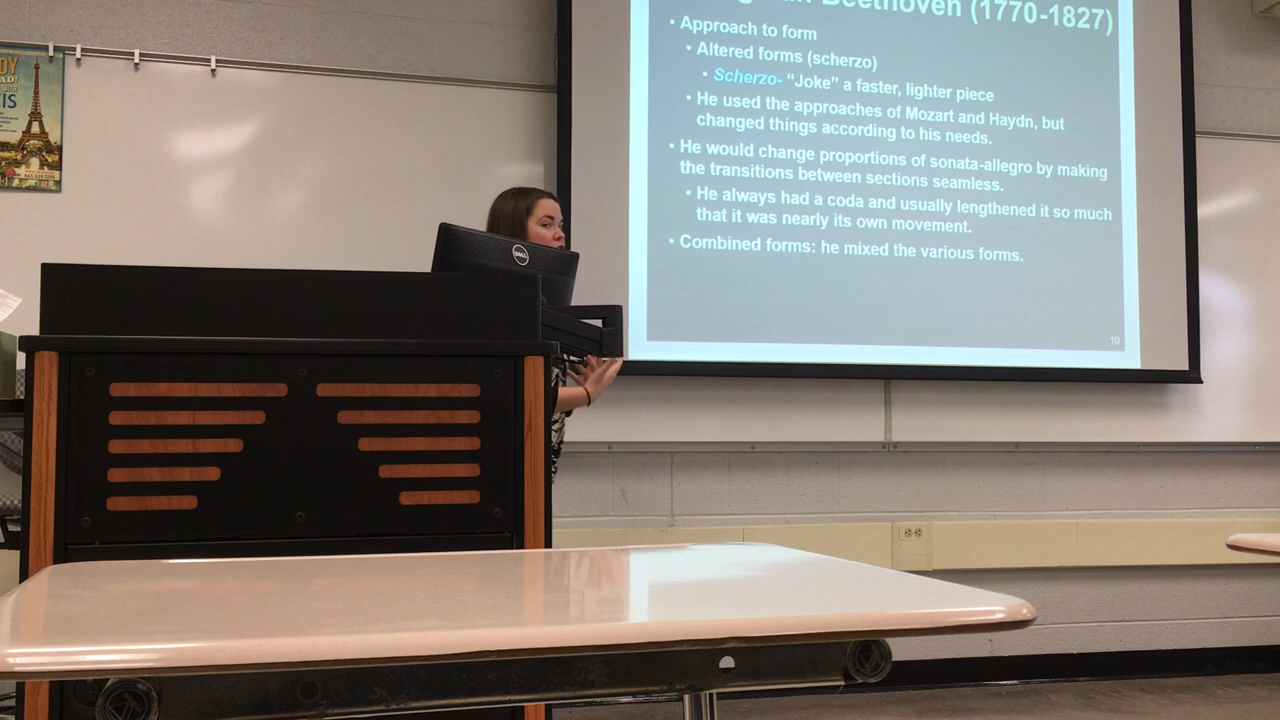 Beethoven (1770-1827)
• Approach to form
• Altered forms (scherzo)
• Scherzo- “Joke” a faster, lighter piece
• He used the approaches of Mozart and Haydn, but
changed things according to his needs.
• He would change proportions of sonata-allegro by making
the transitions between sections seamless.
• He always had a coda and usually lengthened it so much
that it was nearly its own movement.
• Combined forms: he mixed the various forms.
10
DELL